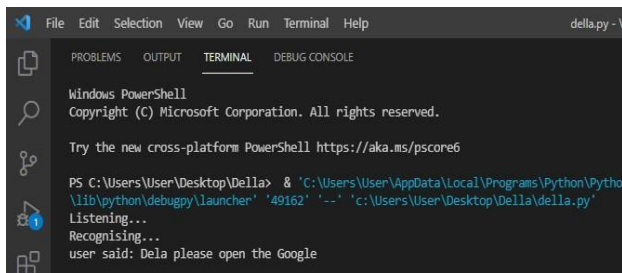 File Edit Selection View Go Run Terminal Help della.py -
PROBLEMS OUTPUT TERMINAL DEBUG CONSOLE
Windows PowerShell
Copyright (C) Microsoft Corporation. All rights reserved.
Try the new cross-platform PowerShell https://aka.ms/pscore6
PS C:\Users\User\Desktop\Della> & 'C:\Users\User\AppData\Local\Programs\Python\Pytho
\lib\python\debugpy\launcher' '49162' '--' 'c:\Users\User\Desktop\Della\della.py'
1
Listening...
Recognising...
user said: Dela please open the Google